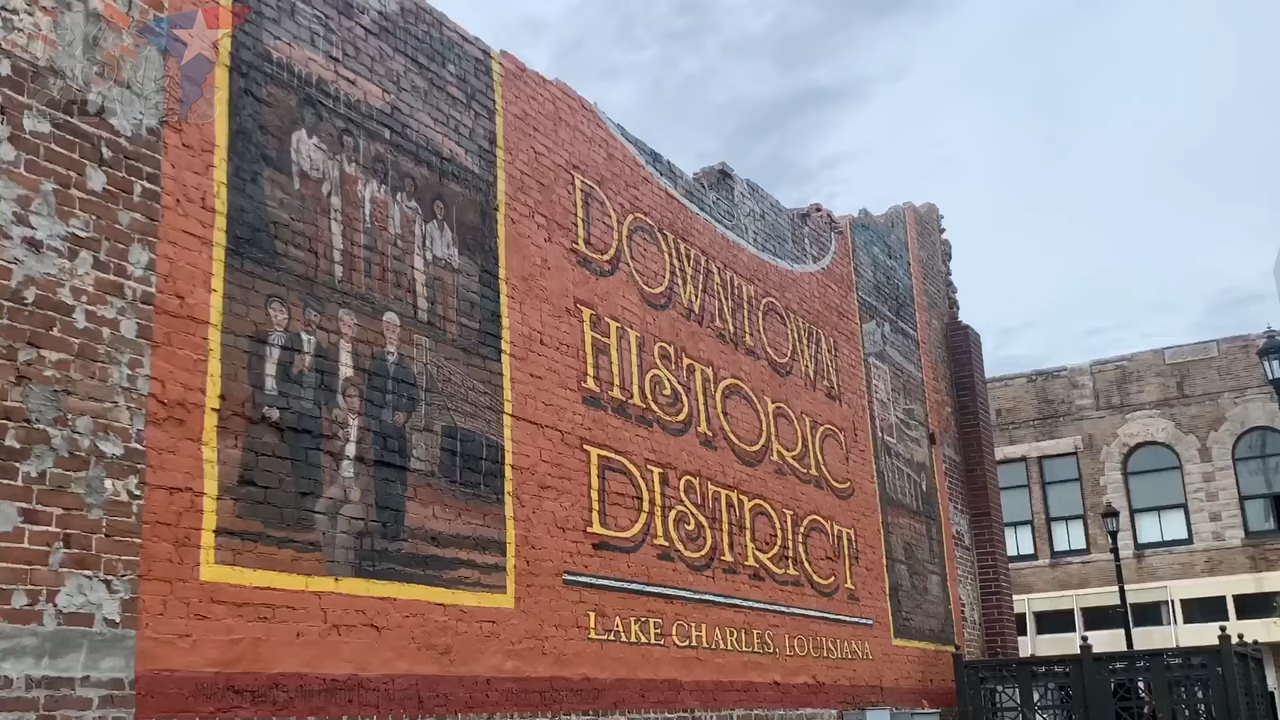 DOWNTOWN
HISTORIC
DISTRICT
LAKE CHARLES, LOUISIANA